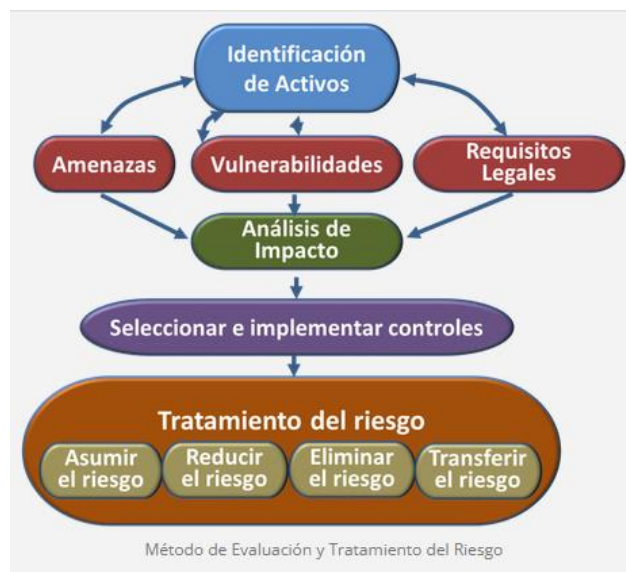 Identificación
de Activos
Amenazas
Vulnerabilidades
Requisitos
Legales
Análisis de
Impacto
Seleccionar e implementar controles
Tratamiento del riesgo
Asumir
el riesgo
Reducir
el riesgo
Eliminar
el riesgo
Transferir
el riesgo
Método de Evaluación y Tratamiento del Riesgo